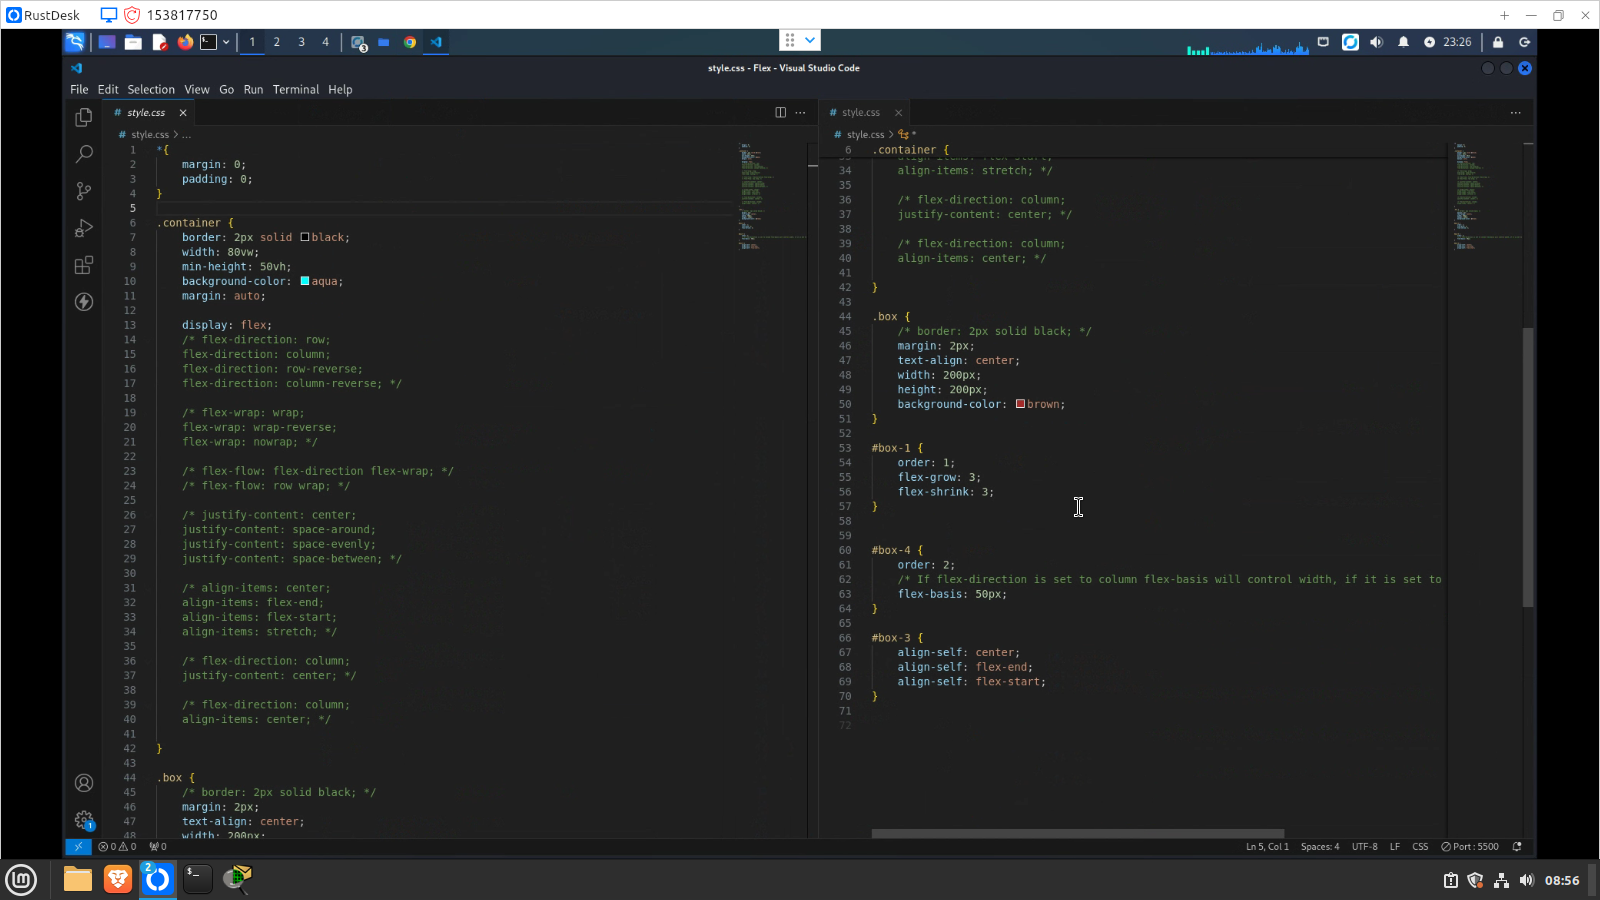 RustDesk
153817750
1 2 3 4
3
23:26
style.css - Flex - Visual Studio Code
File Edit Selection View Go Run Terminal Help
# style.css
# style.css > ...
1 *{
2 margin: 0;
3 padding: 0;
4 }
5
6 .container {
7 border: 2px solid black;
8 width: 80vw;
9 min-height: 50vh;
10 background-color: aqua;
11 margin: auto;
12
13 display: flex;
14 /* flex-direction: row;
15 flex-direction: column;
16 flex-direction: row-reverse;
17 flex-direction: column-reverse; */
18
19 /* flex-wrap: wrap;
20 flex-wrap: wrap-reverse;
21 flex-wrap: nowrap; */
22
23 /* flex-flow: flex-direction flex-wrap; */
24 /* flex-flow: row wrap; */
25
26 /* justify-content: center;
27 justify-content: space-around;
28 justify-content: space-evenly;
29 justify-content: space-between; */
30
31 /* align-items: center;
32 align-items: flex-end;
33 align-items: flex-start;
34 align-items: stretch; */
35
36 /* flex-direction: column;
37 justify-content: center; */
38
39 /* flex-direction: column;
40 align-items: center; */
41
42 }
43
44 .box {
45 /* border: 2px solid black; */
46 margin: 2px;
47 text-align: center;
48 width: 200px;
# style.css
# style.css > *
6 .container {
33 align-items: flex-start;
34 align-items: stretch; */
35
36 /* flex-direction: column;
37 justify-content: center; */
38
39 /* flex-direction: column;
40 align-items: center; */
41
42 }
43
44 .box {
45 /* border: 2px solid black; */
46 margin: 2px;
47 text-align: center;
48 width: 200px;
49 height: 200px;
50 background-color: brown;
51 }
52
53 #box-1 {
54 order: 1;
55 flex-grow: 3;
56 flex-shrink: 3;
57 }
58
59
60 #box-4 {
61 order: 2;
62 /* If flex-direction is set to column flex-basis will control width, if it is set to
63 flex-basis: 50px;
64 }
65
66 #box-3 {
67 align-self: center;
68 align-self: flex-end;
69 align-self: flex-start;
70 }
71
72
1
0 0 0
Ln 5, Col 1 Spaces: 4 UTF-8 LF CSS Port : 5500
2
08:56